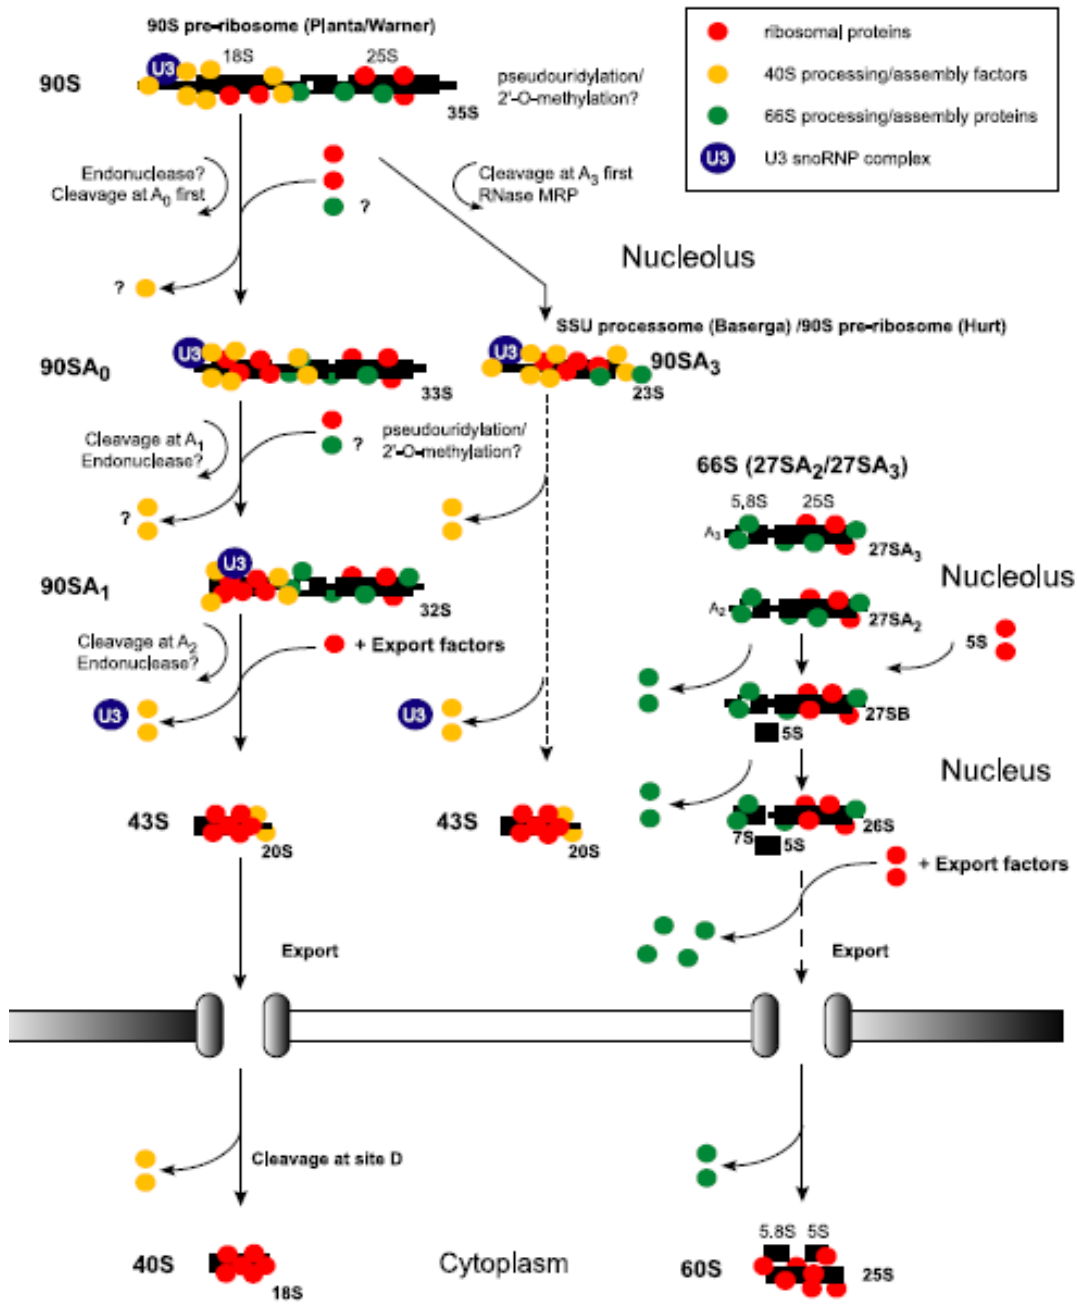 90S pre-ribosome (Planta/Warner)
U3
18S
25S
90S
35S
pseudouridylation/
2'-O-methylation?
ribosomal proteins
40S processing/assembly factors
66S processing/assembly proteins
U3
U3 snoRNP complex
Endonuclease?
Cleavage at A0 first
?
Cleavage at A3 first
RNase MRP
?
Nucleolus
SSU processome (Baserga) /90S pre-ribosome (Hurt)
90SA0
U3
33S
U3
90SA3
23S
Cleavage at A1
Endonuclease?
?
pseudouridylation/
2'-O-methylation?
?
66S (27SA2/27SA3)
5,8S
25S
A3
27SA3
Nucleolus
90SA1
U3
32S
A2
27SA2
5S
Cleavage at A2
Endonuclease?
+ Export factors
U3
U3
27SB
5S
Nucleus
43S
20S
43S
20S
7S
5S
26S
+ Export factors
Export
Export
Cleavage at site D
40S
18S
Cytoplasm
60S
5.8S
5S
25S